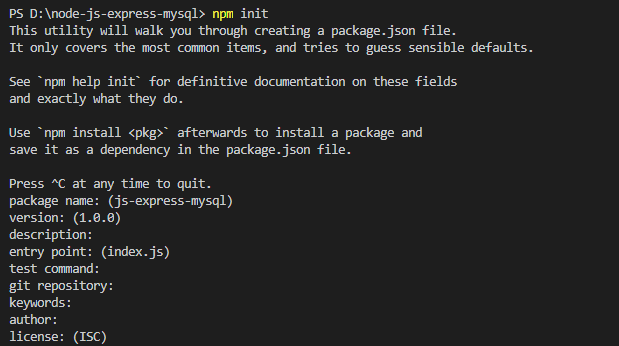 PS D:\node-js-express-mysql> npm init
This utility will walk you through creating a package.json file.
It only covers the most common items, and tries to guess sensible defaults.

See `npm help init` for definitive documentation on these fields
and exactly what they do.

Use `npm install <pkg>` afterwards to install a package and
save it as a dependency in the package.json file.

Press ^C at any time to quit.
package name: (js-express-mysql)
version: (1.0.0)
description:
entry point: (index.js)
test command:
git repository:
keywords:
author:
license: (ISC)